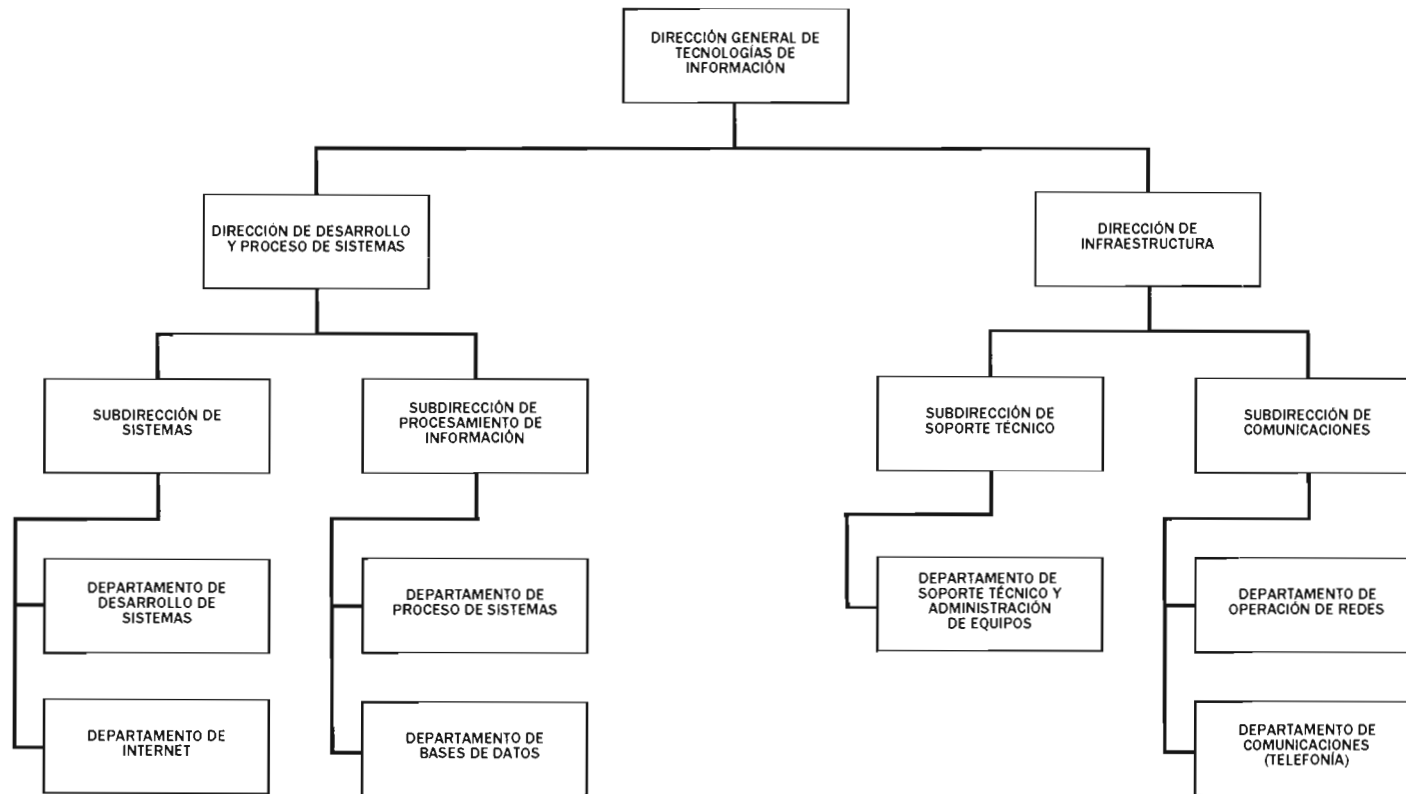 DIRECCIÓN GENERAL DE
TECNOLOGÍAS DE
INFORMACIÓN
DIRECCIÓN DE DESARROLLO
Y PROCESO DE SISTEMAS
DIRECCIÓN DE
INFRAESTRUCTURA
SUBDIRECCIÓN DE
SISTEMAS
SUBDIRECCIÓN DE
PROCESAMIENTO DE
INFORMACIÓN
SUBDIRECCIÓN DE
SOPORTE TÉCNICO
SUBDIRECCIÓN DE
COMUNICACIONES
DEPARTAMENTO DE
DESARROLLO DE
SISTEMAS
DEPARTAMENTO DE
PROCESO DE SISTEMAS
DEPARTAMENTO DE
SOPORTE TÉCNICO Y
ADMINISTRACIÓN
DE EQUIPOS
DEPARTAMENTO DE
OPERACIÓN DE REDES
DEPARTAMENTO DE
INTERNET
DEPARTAMENTO DE
BASES DE DATOS
DEPARTAMENTO DE
COMUNICACIONES
(TELEFONÍA)